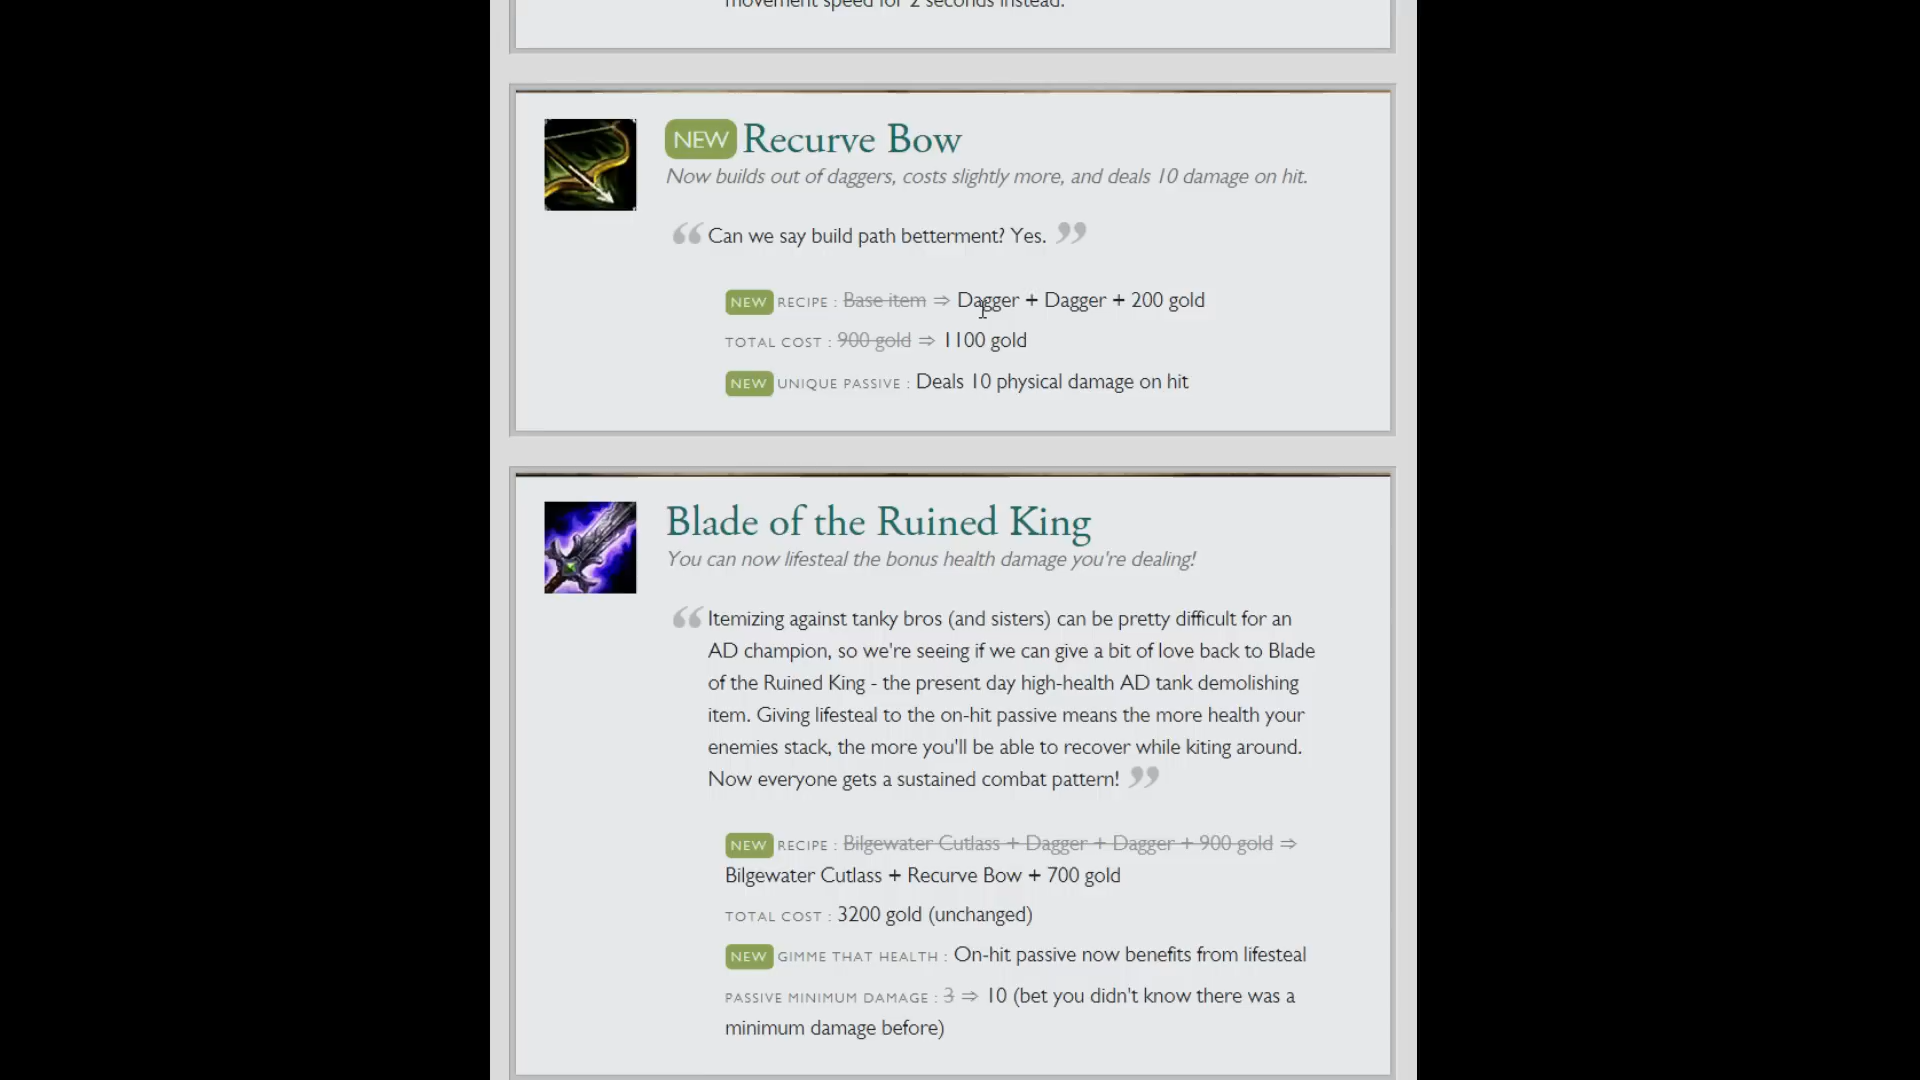 movement speed for 2 seconds instead.
NEW Recurve Bow
Now builds out of daggers, costs slightly more, and deals 10 damage on hit.
“ Can we say build path betterment? Yes. ”
NEW RECIPE : Base item ⇒ Dagger + Dagger + 200 gold
TOTAL COST : 900 gold ⇒ 1100 gold
NEW UNIQUE PASSIVE : Deals 10 physical damage on hit
Blade of the Ruined King
You can now lifesteal the bonus health damage you're dealing!
“ Itemizing against tanky bros (and sisters) can be pretty difficult for an
AD champion, so we're seeing if we can give a bit of love back to Blade
of the Ruined King - the present day high-health AD tank demolishing
item. Giving lifesteal to the on-hit passive means the more health your
enemies stack, the more you'll be able to recover while kiting around.
Now everyone gets a sustained combat pattern! ”
NEW RECIPE : Bilgewater Cutlass + Dagger + Dagger + 900 gold ⇒
Bilgewater Cutlass + Recurve Bow + 700 gold
TOTAL COST : 3200 gold (unchanged)
NEW GIMME THAT HEALTH : On-hit passive now benefits from lifesteal
PASSIVE MINIMUM DAMAGE : 3 ⇒ 10 (bet you didn't know there was a
minimum damage before)